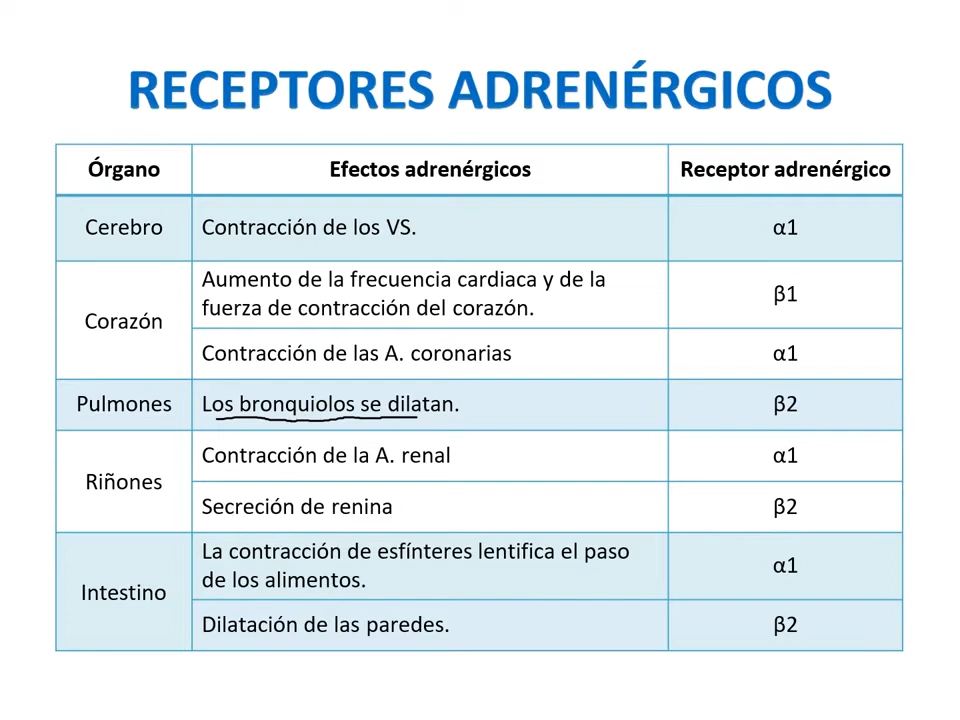 RECEPTORES ADRENÉRGICOS
Órgano Efectos adrenérgicos Receptor adrenérgico
Cerebro Contracción de los VS. α1
Corazón
Aumento de la frecuencia cardiaca y de la
fuerza de contracción del corazón.
β1
Contracción de las A. coronarias α1
Pulmones Los bronquiolos se dilatan. β2
Riñones
Contracción de la A. renal α1
Secreción de renina β2
Intestino
La contracción de esfínteres lentifica el paso
de los alimentos.
α1
Dilatación de las paredes. β2